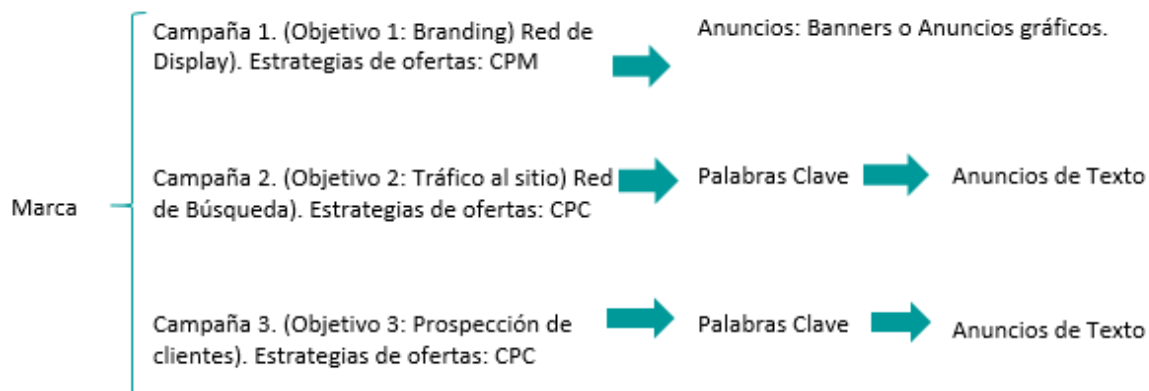 Campaña 1. (Objetivo 1: Branding) Red de
Display). Estrategias de ofertas: CPM
Anuncios: Banners o Anuncios gráficos.
Marca
Campaña 2. (Objetivo 2: Tráfico al sitio) Red
de Búsqueda). Estrategias de ofertas: CPC
Palabras Clave
Anuncios de Texto
Campaña 3. (Objetivo 3: Prospección de
clientes). Estrategias de ofertas: CPC
Palabras Clave
Anuncios de Texto